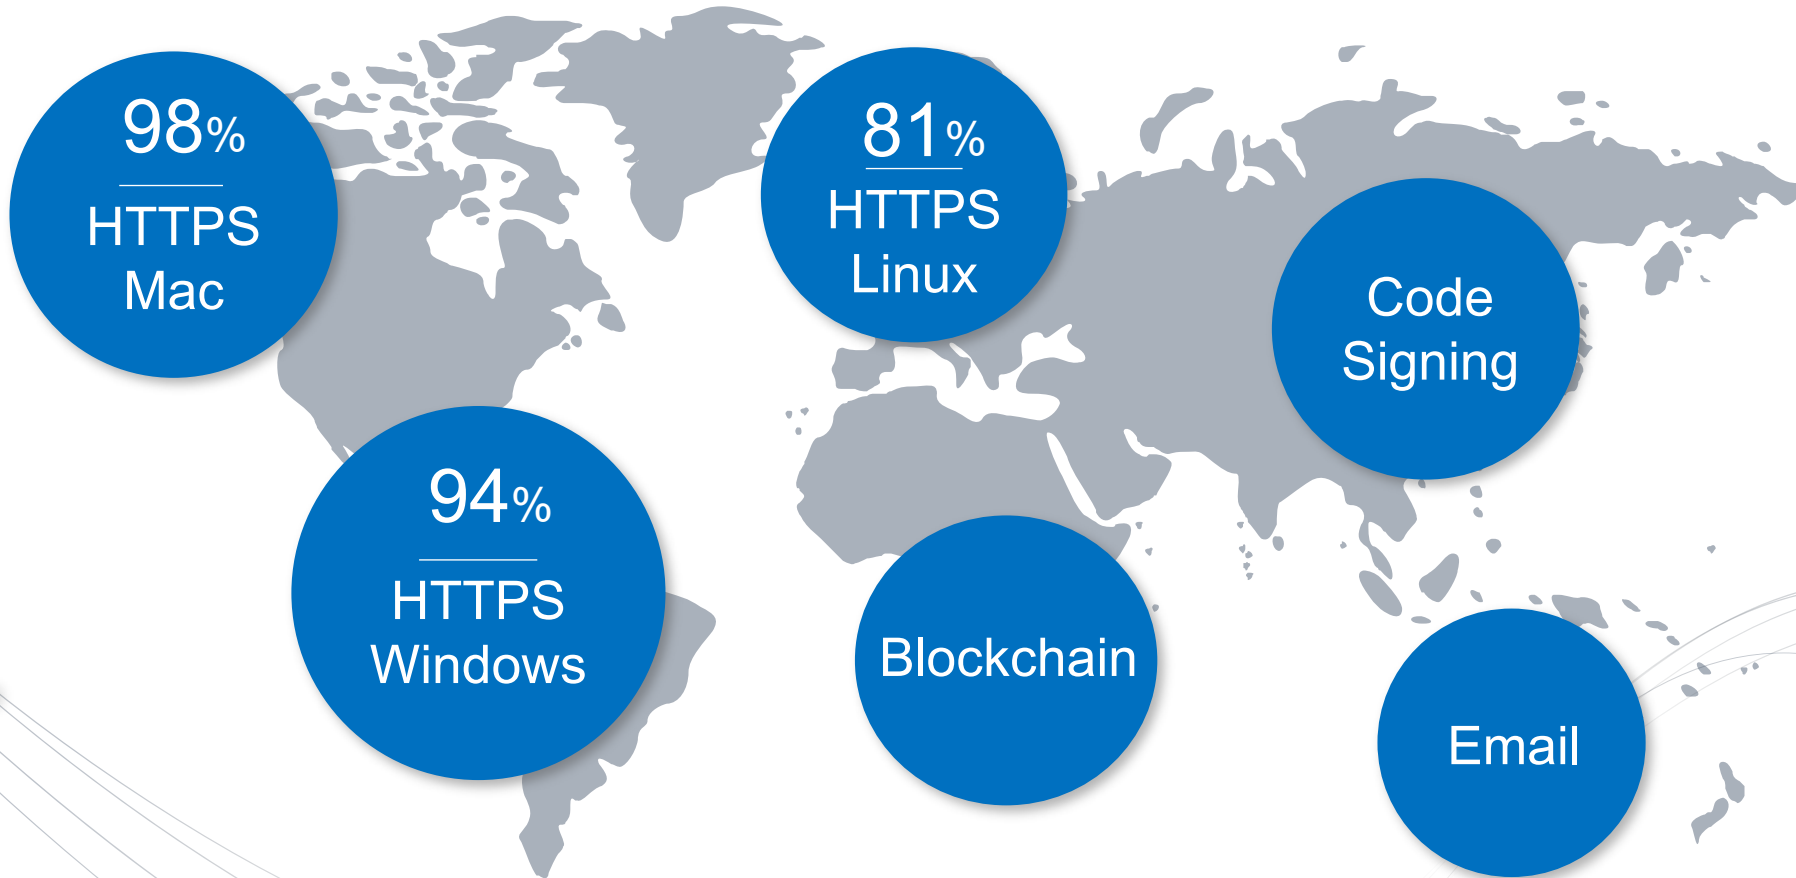 98%
HTTPS
Mac
81%
HTTPS
Linux
Code
Signing
94%
HTTPS
Windows
Blockchain
Email